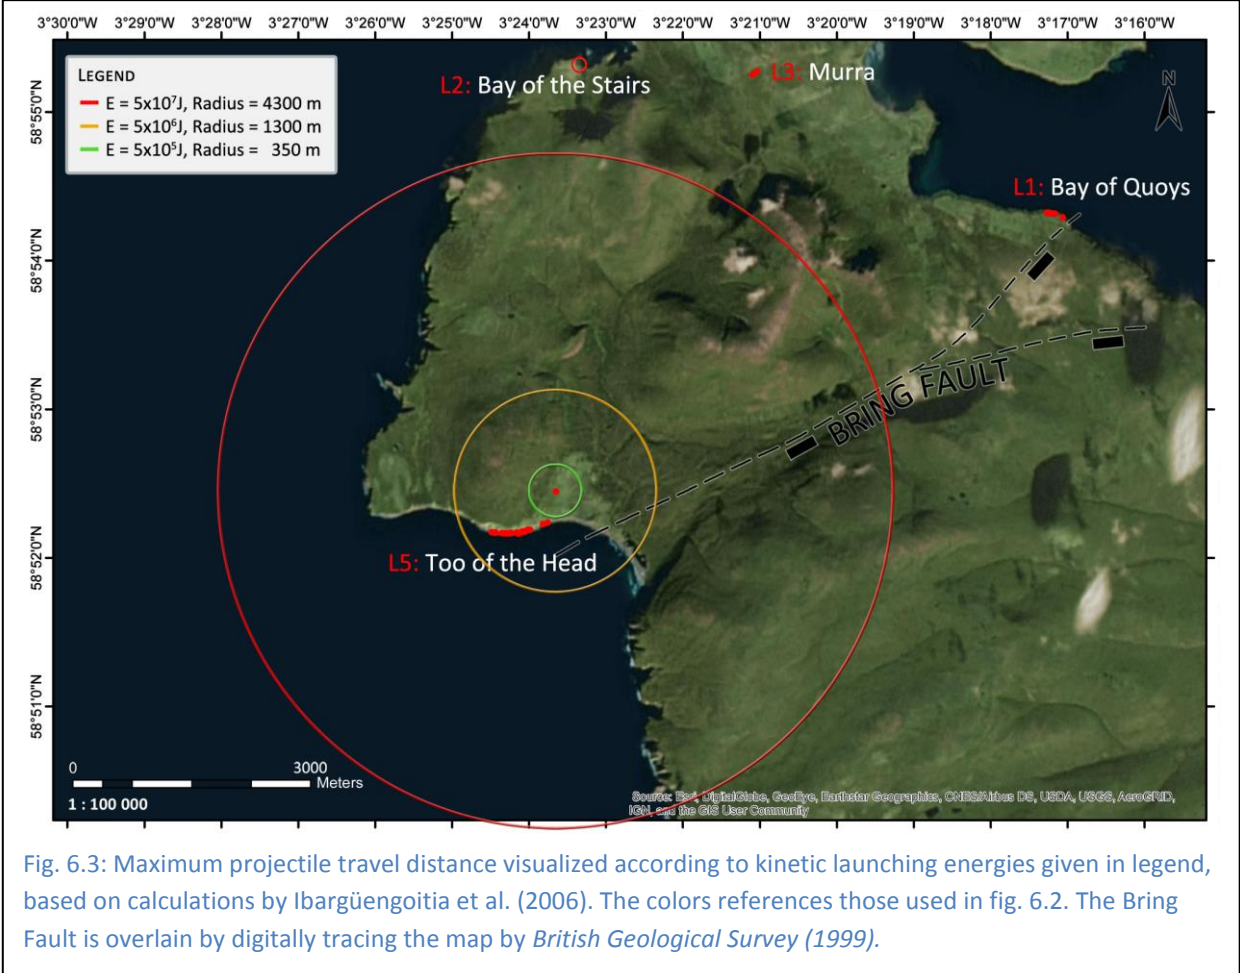 3°30'0"W 3°29'0"W 3°28'0"W 3°27'0"W 3°26'0"W 3°25'0"W 3°24'0"W 3°23'0"W 3°22'0"W 3°21'0"W 3°20'0"W 3°19'0"W 3°18'0"W 3°17'0"W 3°16'0"W
LEGEND
E = 5x10⁷J, Radius = 4300 m
E = 5x10⁶J, Radius = 1300 m
E = 5x10⁵J, Radius = 350 m
L2: Bay of the Stairs
L3: Murra
N
58°55'0"N
L1: Bay of Quoys
58°54'0"N
58°53'0"N
BRING FAULT
58°52'0"N
L5: Too of the Head
58°51'0"N
0 3000
Meters
1 : 100 000
Source: Esri, DigitalGlobe, GeoEye, Earthstar Geographics, CNES/Airbus DS, USDA, USGS, AeroGRID,
IGN, and the GIS User Community
Fig. 6.3: Maximum projectile travel distance visualized according to kinetic launching energies given in legend,
based on calculations by Ibargüengoitia et al. (2006). The colors references those used in fig. 6.2. The Bring
Fault is overlain by digitally tracing the map by British Geological Survey (1999).